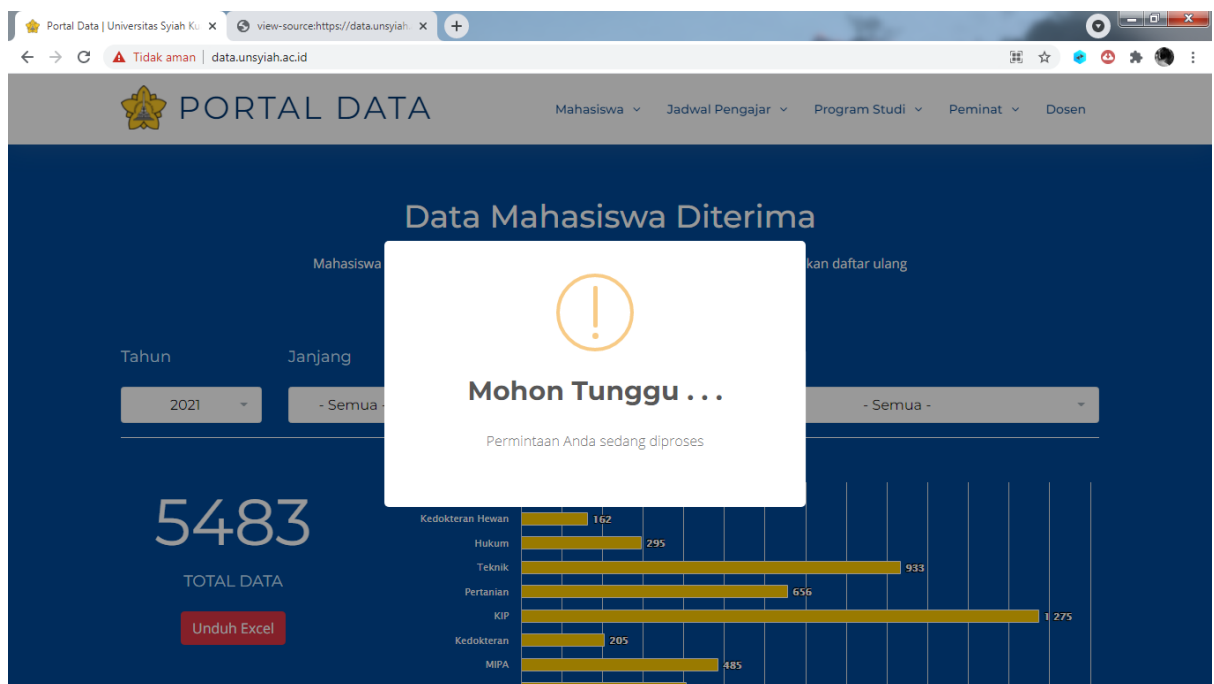 Portal Data | Universitas Syiah Ku
view-source:https://data.unsyiah.
Tidak aman | data.unsyiah.ac.id
PORTAL DATA
Mahasiswa
Jadwal Pengajar
Program Studi
Peminat
Dosen
Data Mahasiswa Diterima
Mahasiswa
kan daftar ulang
Tahun
Janjang
2021
- Semua -
- Semua -
Mohon Tunggu . . .
Permintaan Anda sedang diproses
5483
TOTAL DATA
Unduh Excel
Kedokteran Hewan 162
Hukum 295
Teknik 933
Pertanian 656
KIP 1 275
Kedokteran 205
MIPA 485